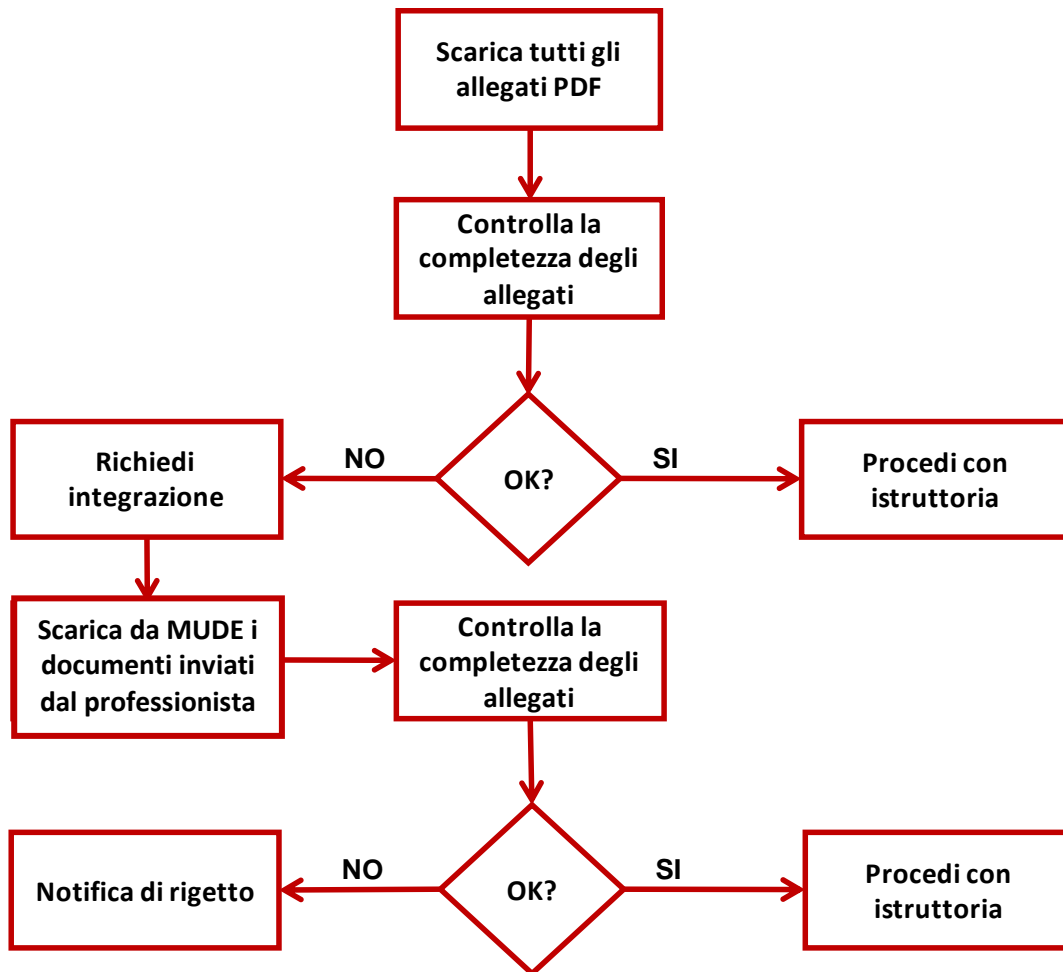 Scarica tutti gli
allegati PDF
Controlla la
completezza degli
allegati
NO
SI
Richiedi
integrazione
OK?
Procedi con
istruttoria
Scarica da MUDE i
documenti inviati
dal professionista
Controlla la
completezza degli
allegati
NO
SI
Notifica di rigetto
OK?
Procedi con
istruttoria